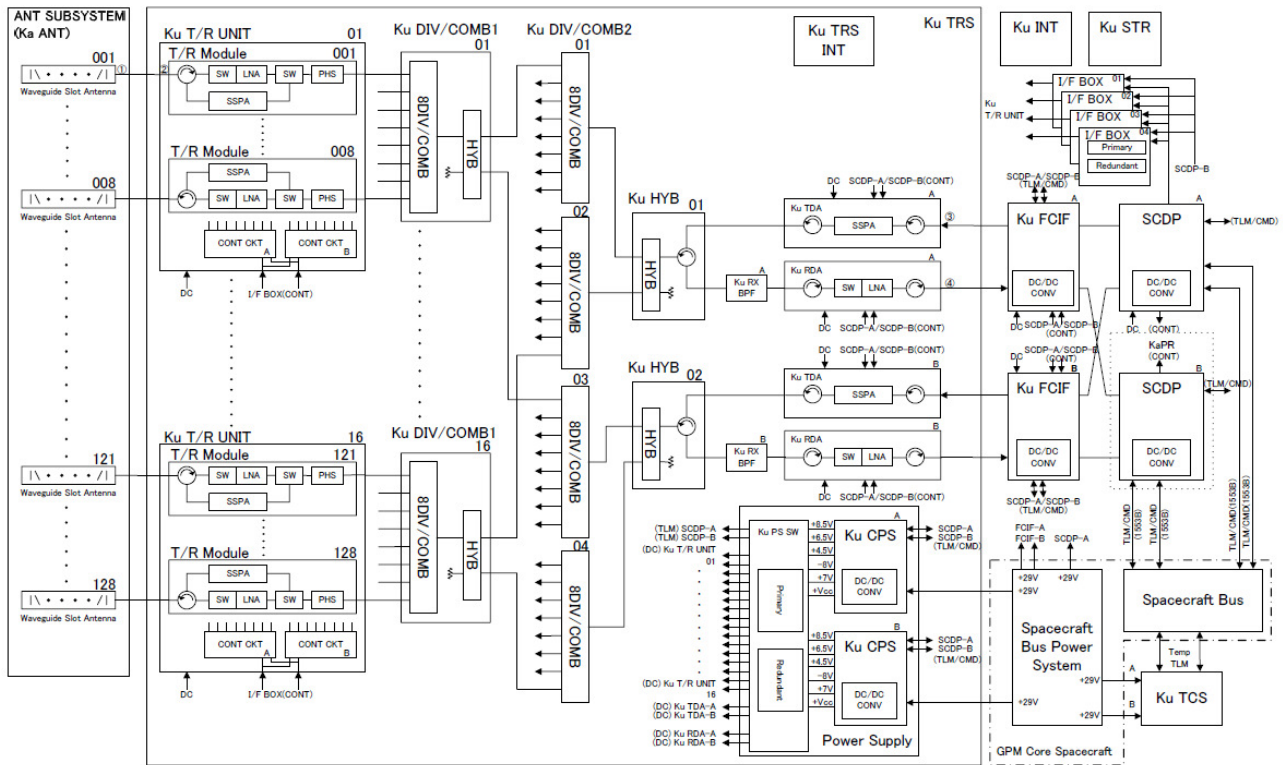 ANT SUBSYSTEM
(Ka ANT)
001
|\ • • • • /|
①
Waveguide Slot Antenna
008
|\ • • • • /|
Waveguide Slot Antenna
121
|\ • • • • /|
Waveguide Slot Antenna
128
|\ • • • • /|
Waveguide Slot Antenna
Ku TRS
Ku T/R UNIT 01
T/R Module 001
②
SW LNA SW PHS
SSPA
T/R Module 008
SSPA
SW LNA SW PHS
CONT CKT A
CONT CKT B
DC
I/F BOX(CONT)
Ku T/R UNIT 16
T/R Module 121
SW LNA SW PHS
SSPA
T/R Module 128
SSPA
SW LNA SW PHS
CONT CKT A
CONT CKT B
DC
I/F BOX(CONT)
Ku DIV/COMB1
01
8DIV/COMB
HYB
Ku DIV/COMB1
16
8DIV/COMB
HYB
Ku DIV/COMB2
01
8DIV/COMB
02
8DIV/COMB
03
8DIV/COMB
04
8DIV/COMB
Ku HYB
01
HYB
Ku HYB
02
HYB
Ku TRS
INT
DC SCDP-A/SCDP-B(CONT)
A
Ku TDA
SSPA
③
Ku RX
BPF
A
Ku RDA
A
SW LNA
④
DC SCDP-A/SCDP-B(CONT)
DC SCDP-A/SCDP-B(CONT)
Ku TDA
B
SSPA
Ku RX
BPF
B
Ku RDA
B
SW LNA
DC SCDP-A/SCDP-B(CONT)
Ku INT
Ku STR
I/F BOX 01
I/F BOX 02
I/F BOX 03
I/F BOX 04
Primary
Redundant
Ku
T/R UNIT
SCDP-B
SCDP-A/SCDP-B
(TLM/CMD)
A
Ku FCIF
DC/DC
CONV
DC SCDP-A/SCDP-B
(CONT)
A
SCDP
(TLM/CMD)
DC/DC
CONV
DC (CONT)
DC SCDP-A/SCDP-B
(CONT)
B
Ku FCIF
DC/DC
CONV
SCDP-A/SCDP-B
(TLM/CMD)
KaPR
(CONT)
B
SCDP
(TLM/CMD)
DC/DC
CONV
TLM/CMD
(1553B)
TLM/CMD
(1553B)
TLM/CMD(1553B)
TLM/CMD(1553B)
(TLM) SCDP-A
(TLM) SCDP-B
(DC) Ku T/R UNIT
01
(DC) Ku T/R UNIT
16
(DC) Ku TDA-A
(DC) Ku TDA-B
(DC) Ku RDA-A
(DC) Ku RDA-B
Ku PS SW
Primary
Redundant
+8.5V
+6.5V
+4.5V
-8V
+7V
+Vcc
A
Ku CPS
DC/DC
CONV
SCDP-A
SCDP-B
(TLM/CMD)
+8.5V
+6.5V
+4.5V
-8V
+7V
+Vcc
B
Ku CPS
DC/DC
CONV
SCDP-A
SCDP-B
(TLM/CMD)
Power Supply
FCIF-A
FCIF-B
SCDP-A
+29V
+29V
+29V
Spacecraft
Bus Power
System
+29V
+29V
+29V
+29V
Spacecraft Bus
Temp
TLM
A
B
Ku TCS
GPM Core Spacecraft